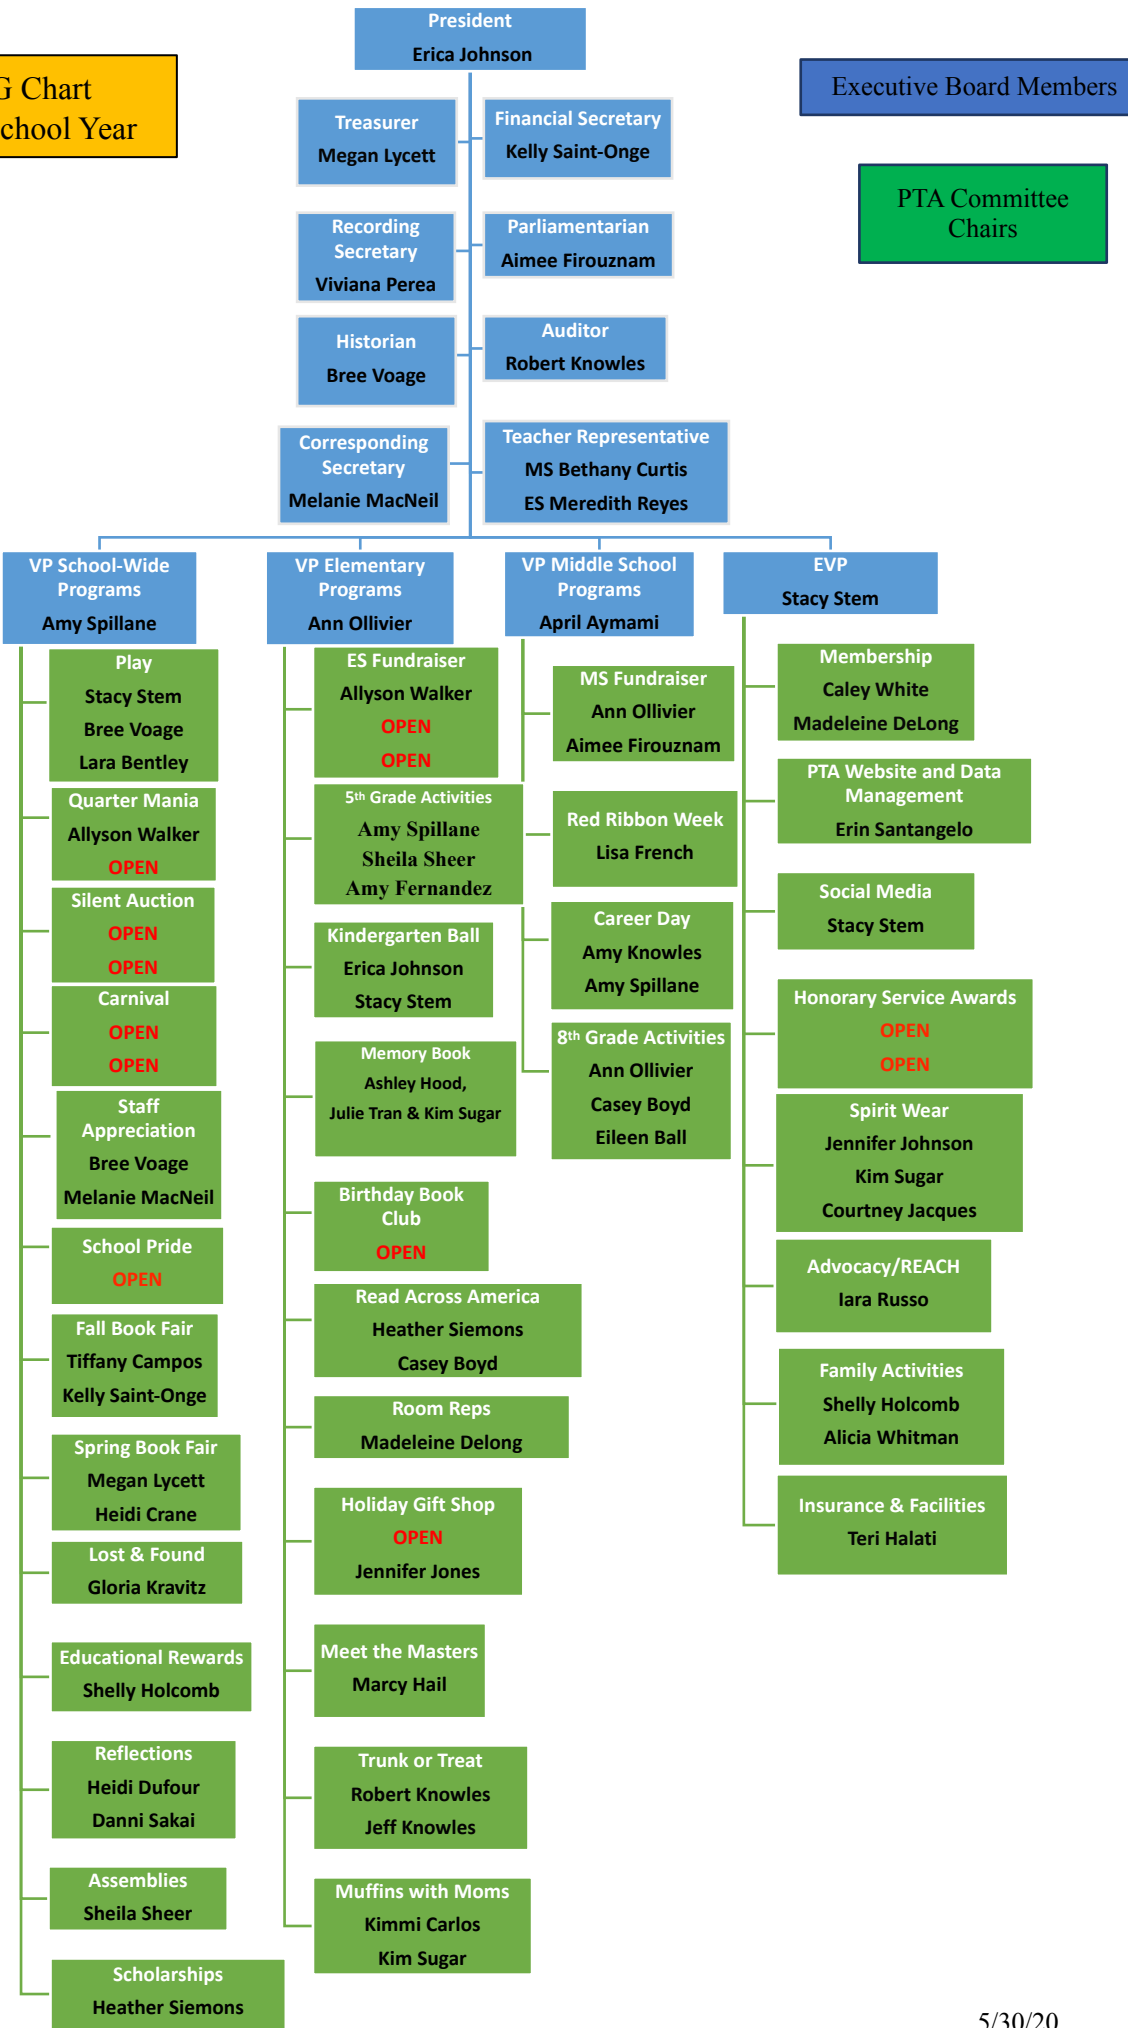 President
Erica Johnson
G Chart
chool Year
Executive Board Members
PTA Committee
Chairs
Treasurer
Megan Lycett
Financial Secretary
Kelly Saint-Onge
Recording
Secretary
Viviana Perea
Parliamentarian
Aimee Firouznam
Historian
Bree Voage
Auditor
Robert Knowles
Corresponding
Secretary
Melanie MacNeil
Teacher Representative
MS Bethany Curtis
ES Meredith Reyes
VP School-Wide
Programs
Amy Spillane
Play
Stacy Stem
Bree Voage
Lara Bentley
Quarter Mania
Allyson Walker
OPEN
Silent Auction
OPEN
OPEN
Carnival
OPEN
OPEN
Staff
Appreciation
Bree Voage
Melanie MacNeil
School Pride
OPEN
Fall Book Fair
Tiffany Campos
Kelly Saint-Onge
Spring Book Fair
Megan Lycett
Heidi Crane
Lost & Found
Gloria Kravitz
Educational Rewards
Shelly Holcomb
Reflections
Heidi Dufour
Danni Sakai
Assemblies
Sheila Sheer
Scholarships
Heather Siemons
VP Elementary
Programs
Ann Ollivier
ES Fundraiser
Allyson Walker
OPEN
OPEN
5th Grade Activities
Amy Spillane
Sheila Sheer
Amy Fernandez
Kindergarten Ball
Erica Johnson
Stacy Stem
Memory Book
Ashley Hood,
Julie Tran & Kim Sugar
Birthday Book
Club
OPEN
Read Across America
Heather Siemons
Casey Boyd
Room Reps
Madeleine Delong
Holiday Gift Shop
OPEN
Jennifer Jones
Meet the Masters
Marcy Hail
Trunk or Treat
Robert Knowles
Jeff Knowles
Muffins with Moms
Kimmi Carlos
Kim Sugar
VP Middle School
Programs
April Aymami
MS Fundraiser
Ann Ollivier
Aimee Firouznam
Red Ribbon Week
Lisa French
Career Day
Amy Knowles
Amy Spillane
8th Grade Activities
Ann Ollivier
Casey Boyd
Eileen Ball
EVP
Stacy Stem
Membership
Caley White
Madeleine DeLong
PTA Website and Data
Management
Erin Santangelo
Social Media
Stacy Stem
Honorary Service Awards
OPEN
OPEN
Spirit Wear
Jennifer Johnson
Kim Sugar
Courtney Jacques
Advocacy/REACH
Iara Russo
Family Activities
Shelly Holcomb
Alicia Whitman
Insurance & Facilities
Teri Halati
5/30/20